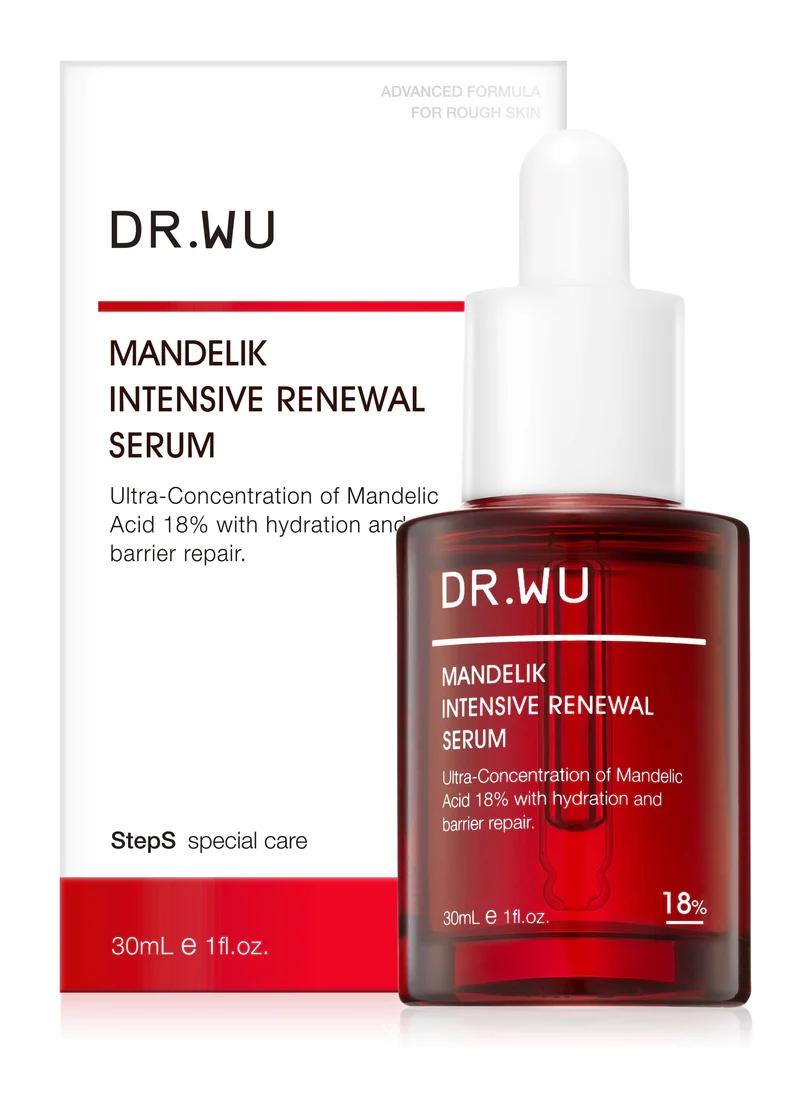 ADVANCED FORMULA
FOR ROUGH SKIN
DR.WU
MANDELIK
INTENSIVE RENEWAL
SERUM
Ultra-Concentration of Mandelic
Acid 18% with hydration and
barrier repair.
StepS special care
30mL e 1fl.oz.
DR.WU
MANDELIK
INTENSIVE RENEWAL
SERUM
Ultra-Concentration of Mandelic
Acid 18% with hydration and
barrier repair.
30mL e 1fl.oz.
18%